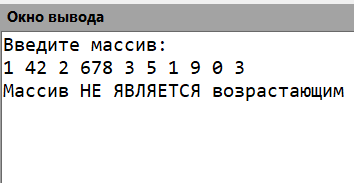 Окно вывода
Введите массив:
1 42 2 678 3 5 1 9 0 3
Массив НЕ ЯВЛЯЕТСЯ возрастающим